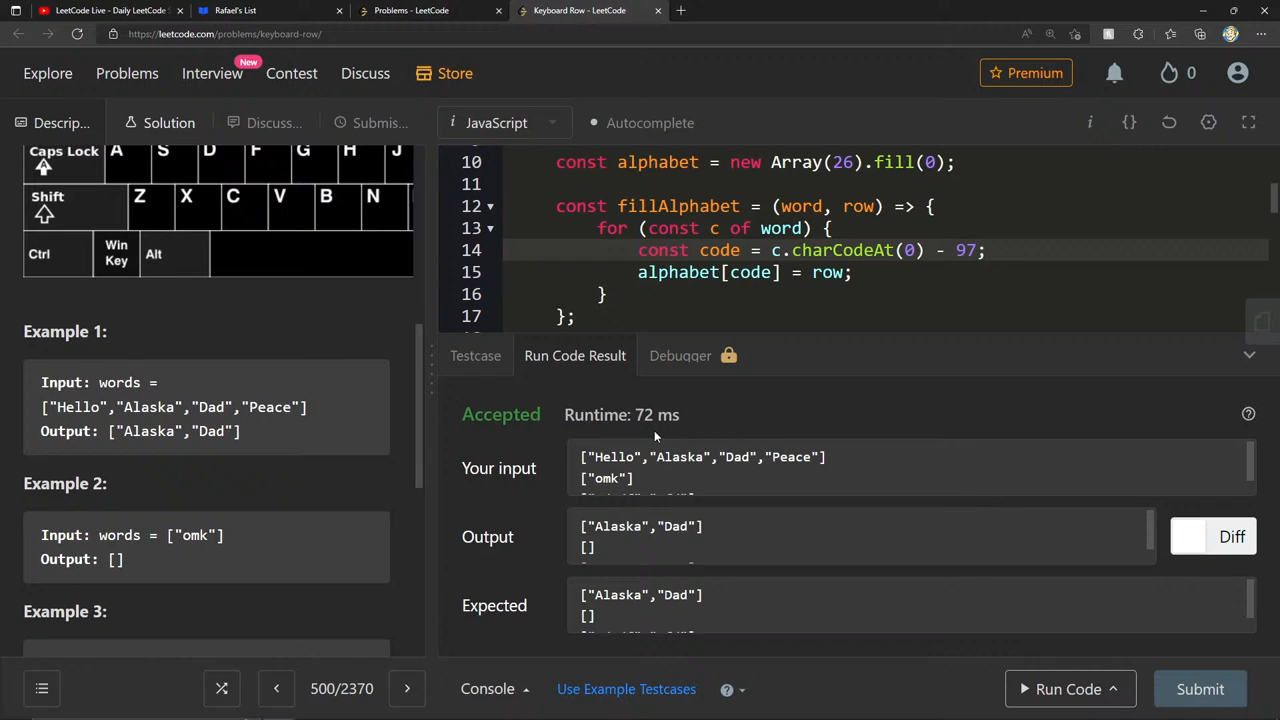 LeetCode Live - Daily LeetCode
Rafael's List
Problems - LeetCode
Keyboard Row - LeetCode
https://leetcode.com/problems/keyboard-row/
Explore
Problems
Interview
New
Contest
Discuss
Store
Premium
0
Descrip...
Solution
Discuss...
Submis...
JavaScript
Autocomplete
Caps Lock
A
S
D
F
G
H
J
Shift
Z
X
C
V
B
N
Ctrl
Win
Key
Alt
Example 1:
Input: words =
["Hello","Alaska","Dad","Peace"]
Output: ["Alaska","Dad"]
Example 2:
Input: words = ["omk"]
Output: []
Example 3:
10 const alphabet = new Array(26).fill(0);
11
12 const fillAlphabet = (word, row) => {
13 for (const c of word) {
14 const code = c.charCodeAt(0) - 97;
15 alphabet[code] = row;
16 }
17 };
Testcase
Run Code Result
Debugger
Accepted
Runtime: 72 ms
Your input
["Hello","Alaska","Dad","Peace"]
["omk"]
Output
["Alaska","Dad"]
[]
Diff
Expected
["Alaska","Dad"]
[]
500/2370
Console
Use Example Testcases
Run Code
Submit